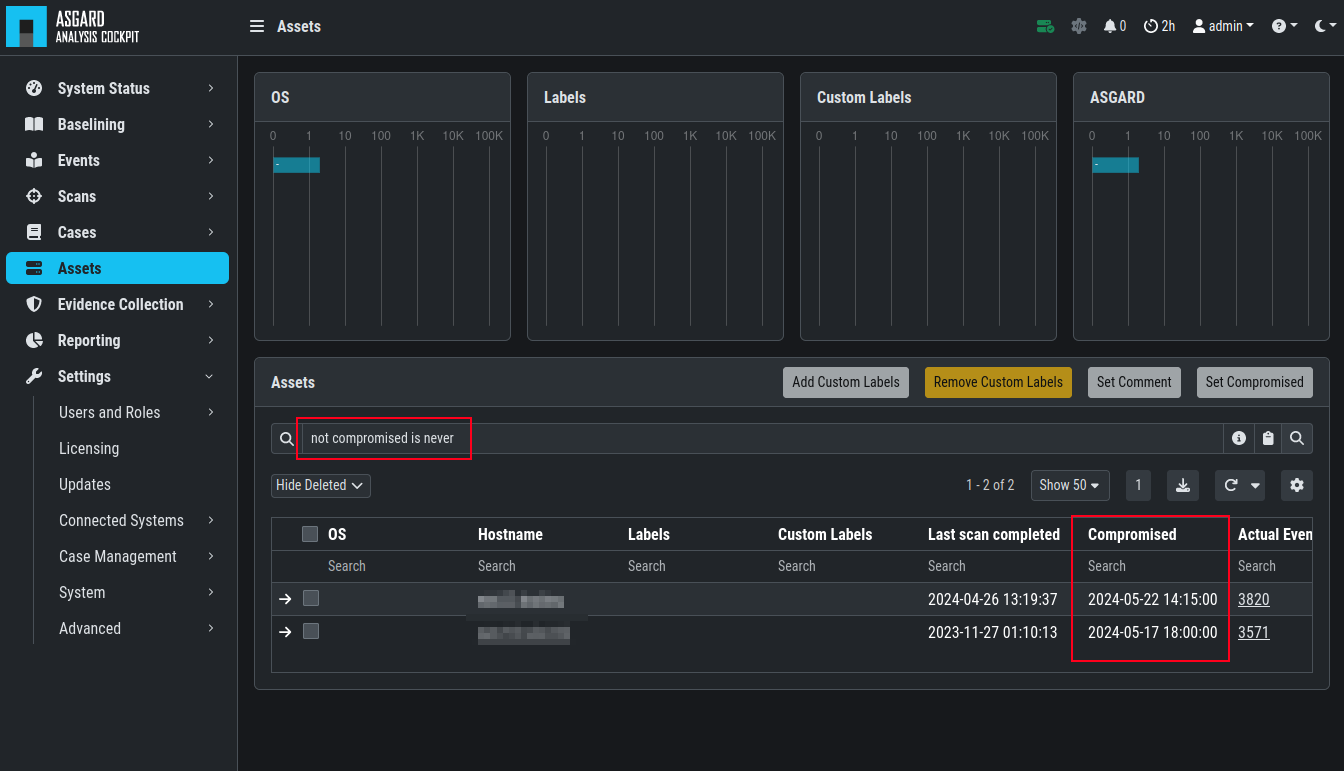 ASGARD
ANALYSIS COCKPIT
Assets
0
2h
admin
System Status
Baselining
Events
Scans
Cases
Assets
Evidence Collection
Reporting
Settings
Users and Roles
Licensing
Updates
Connected Systems
Case Management
System
Advanced
OS
0 1 10 100 1K 10K 100K
-
Labels
0 1 10 100 1K 10K 100K
Custom Labels
0 1 10 100 1K 10K 100K
ASGARD
0 1 10 100 1K 10K 100K
-
Assets
Add Custom Labels
Remove Custom Labels
Set Comment
Set Compromised
not compromised is never
Hide Deleted
1 - 2 of 2
Show 50
1
OS Hostname Labels Custom Labels Last scan completed Compromised Actual Even
Search Search Search Search Search Search Search
2024-04-26 13:19:37 2024-05-22 14:15:00 3820
2023-11-27 01:10:13 2024-05-17 18:00:00 3571